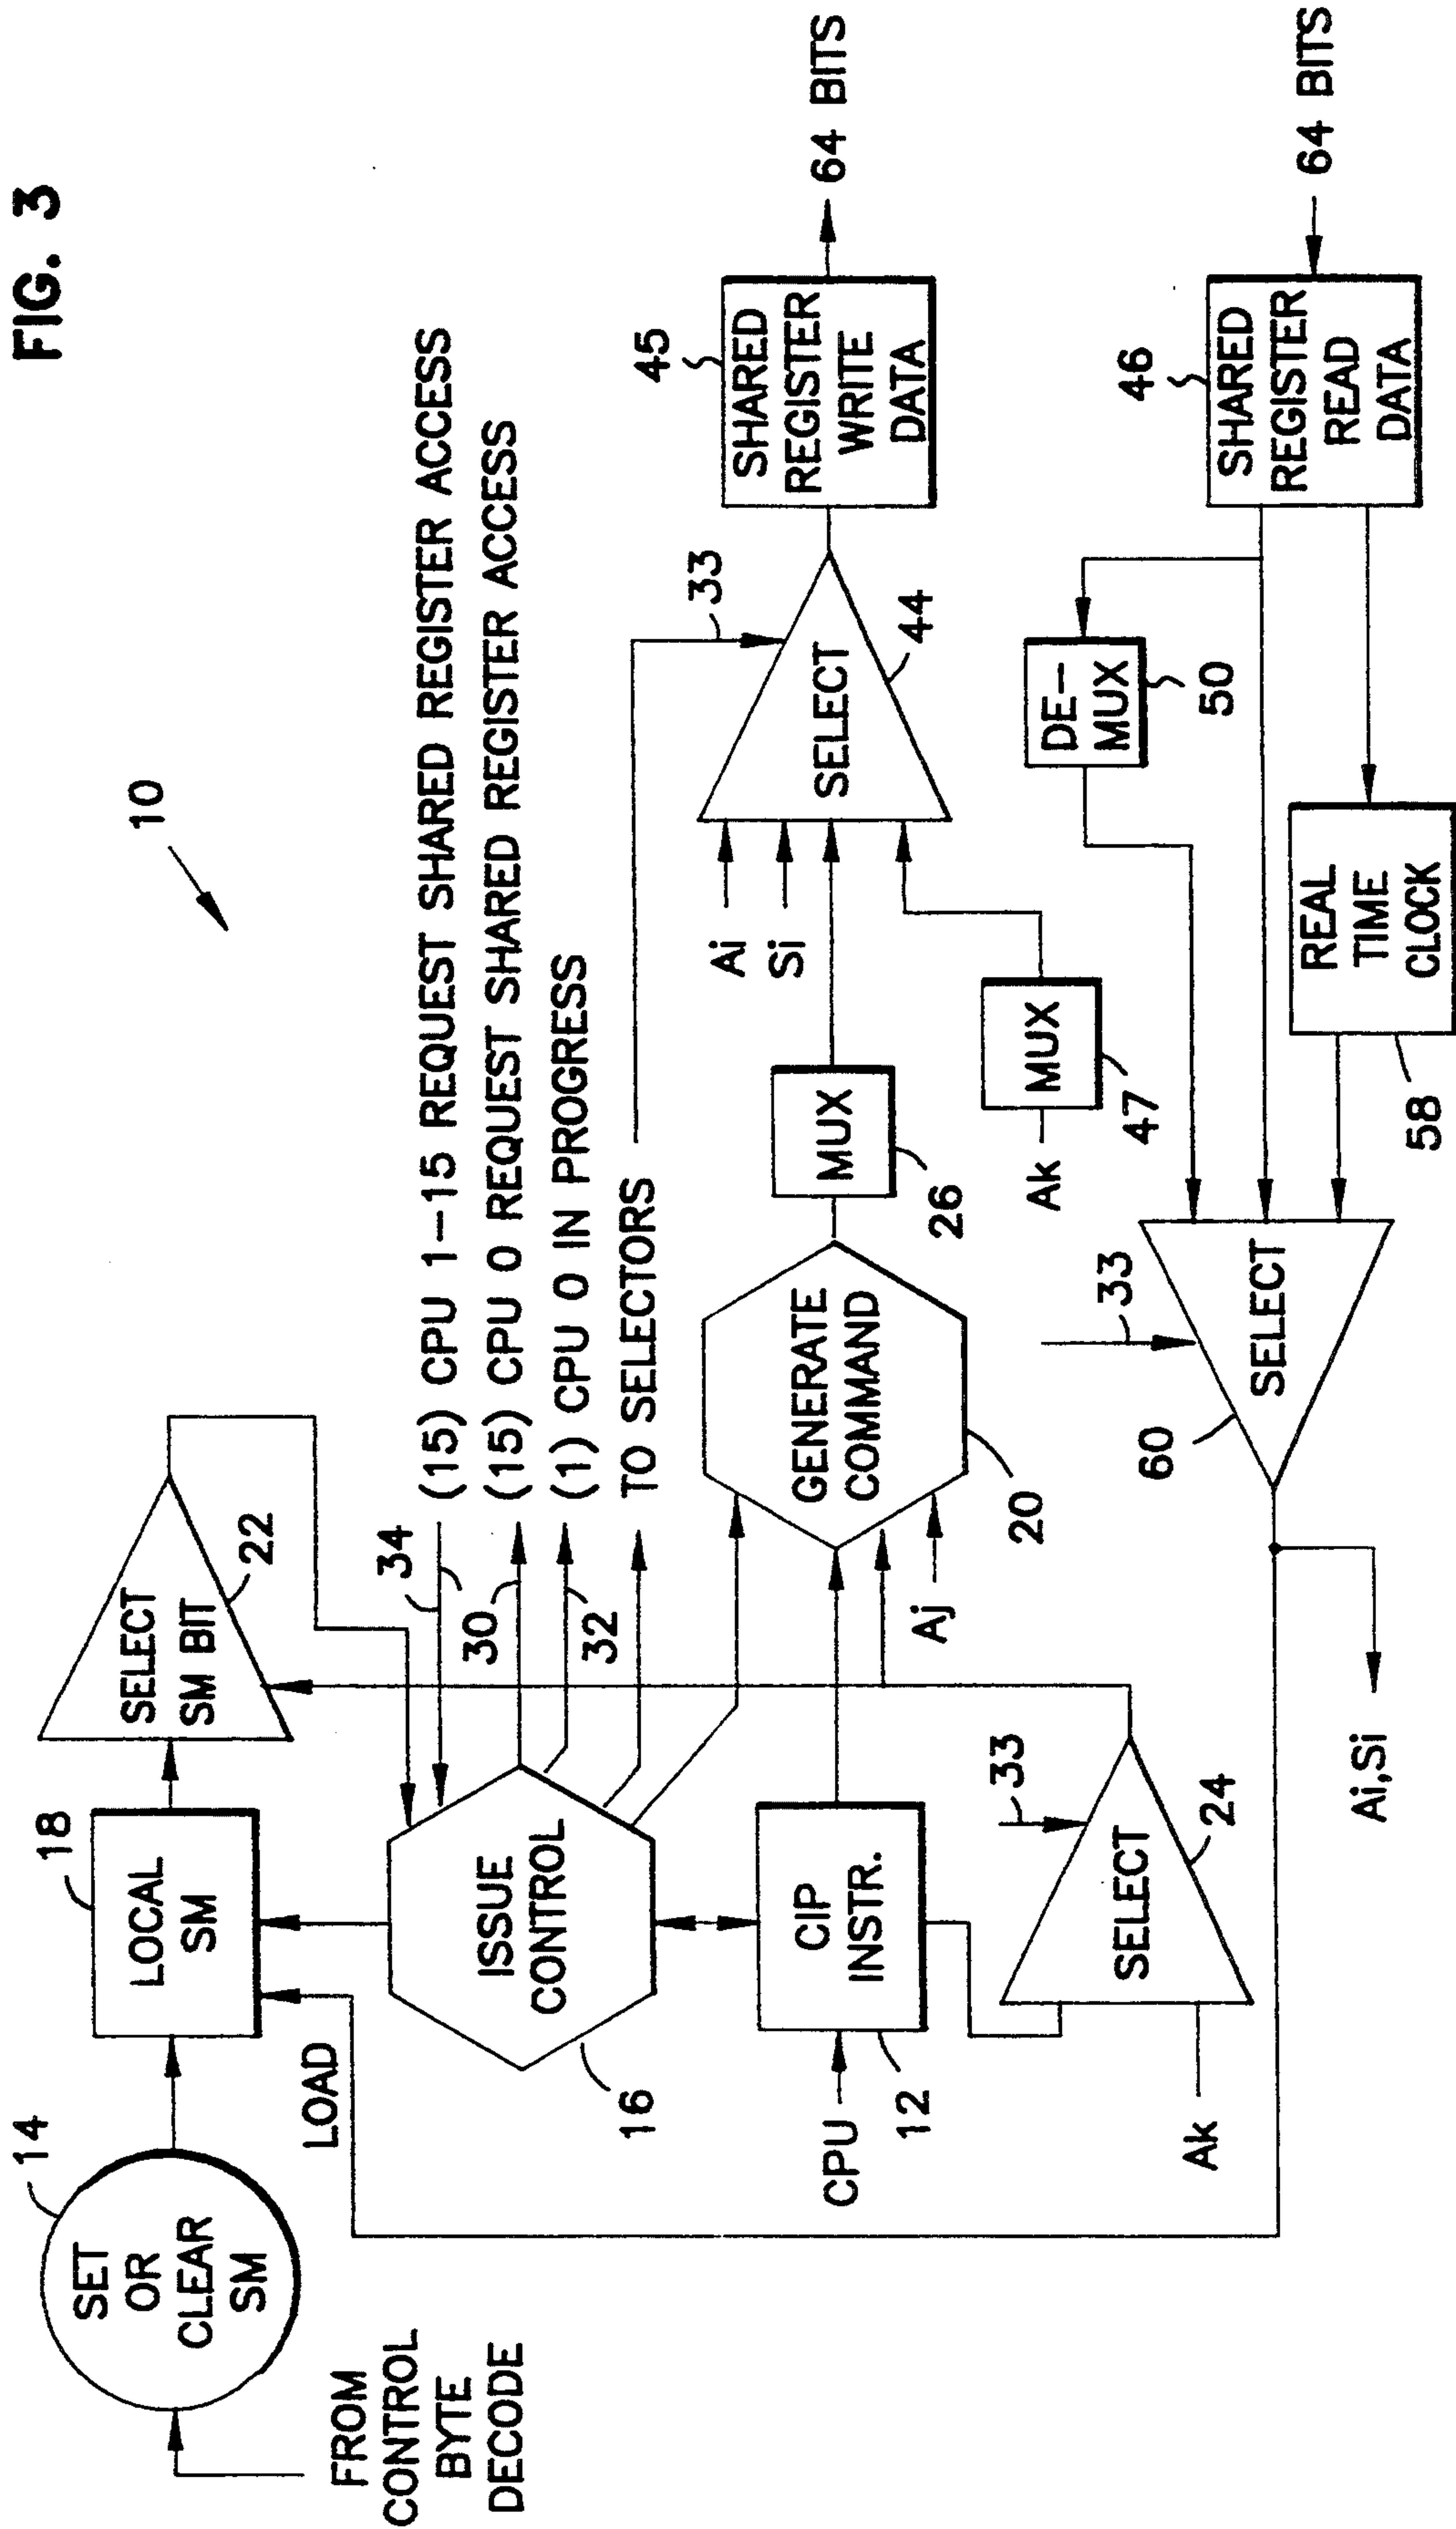 FIG. 3
10
14
SET
OR
CLEAR
SM
FROM
CONTROL
BYTE
DECODE
18
LOCAL
SM
LOAD
SELECT
SM BIT
22
34
(15) CPU 1–15 REQUEST SHARED REGISTER ACCESS
30
(15) CPU 0 REQUEST SHARED REGISTER ACCESS
32
(1) CPU 0 IN PROGRESS
TO SELECTORS
33
ISSUE
CONTROL
16
CPU
CIP
INSTR.
12
GENERATE
COMMAND
20
Aj
MUX
26
Ai
Si
SELECT
44
45
SHARED
REGISTER
WRITE
DATA
64 BITS
Ak
MUX
47
33
SELECT
24
Ak
33
SELECT
60
Ai,Si
DE–
MUX
50
REAL
TIME
CLOCK
58
46
SHARED
REGISTER
READ
DATA
64 BITS